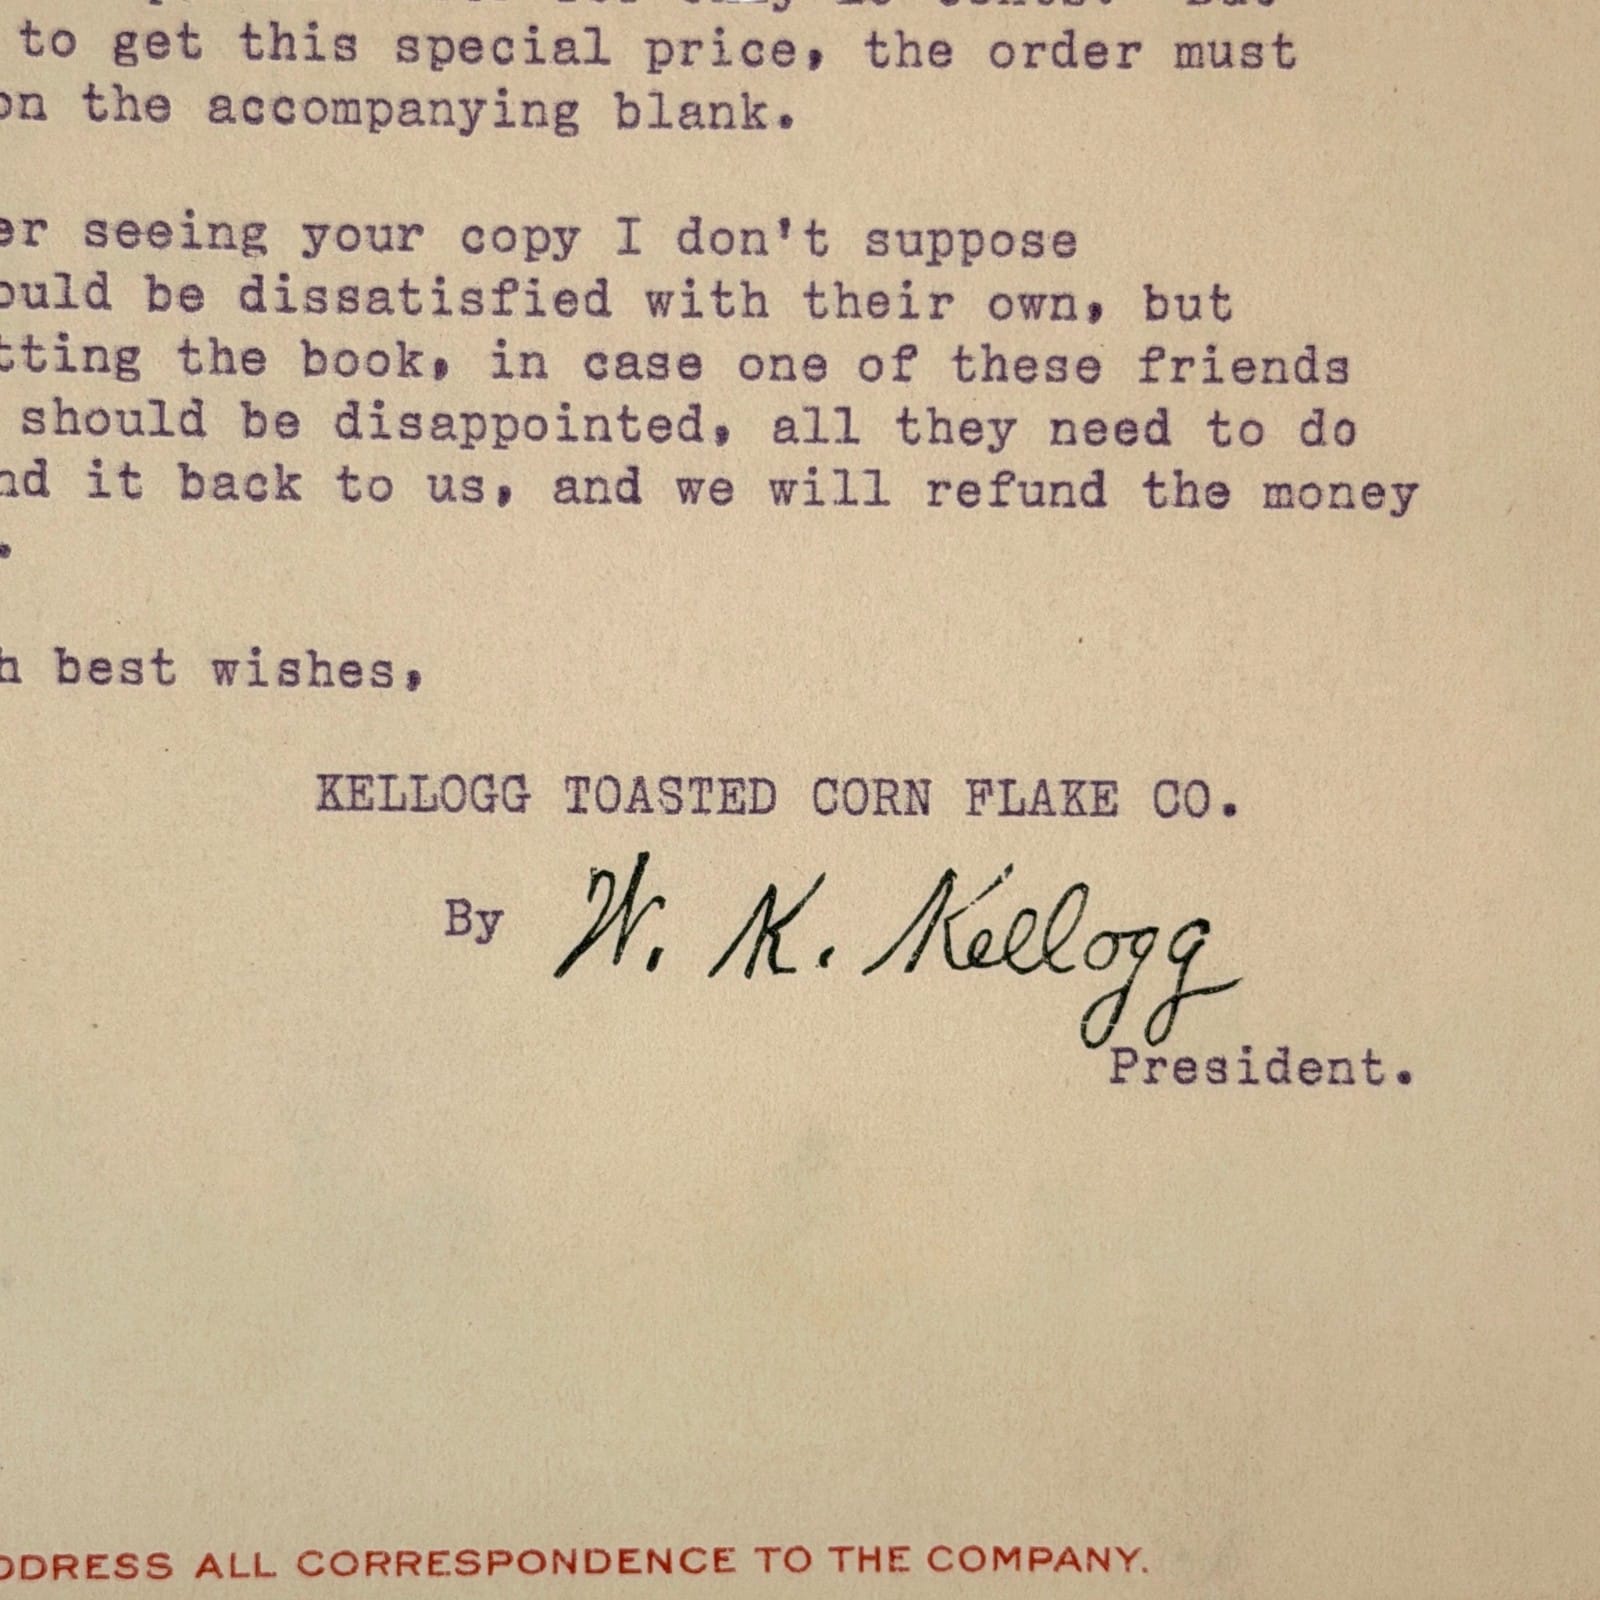 to get this special price, the order must
on the accompanying blank.
er seeing your copy I don't suppose
ould be dissatisfied with their own, but
tting the book, in case one of these friends
should be disappointed, all they need to do
nd it back to us, and we will refund the money
.
h best wishes,
KELLOGG TOASTED CORN FLAKE CO.
By W. K. Kellogg
President.
DDRESS ALL CORRESPONDENCE TO THE COMPANY.